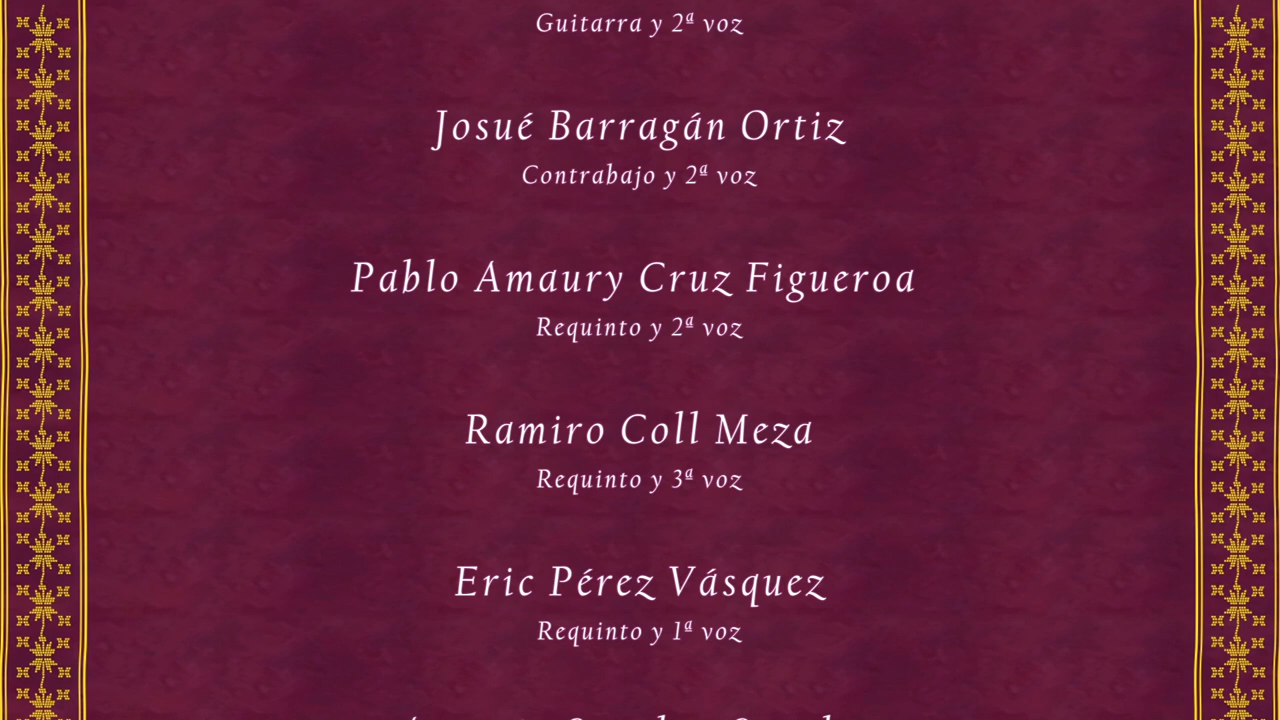 Guitarra y 2ª voz
Josué Barragán Ortiz
Contrabajo y 2ª voz
Pablo Amaury Cruz Figueroa
Requinto y 2ª voz
Ramiro Coll Meza
Requinto y 3ª voz
Eric Pérez Vásquez
Requinto y 1ª voz